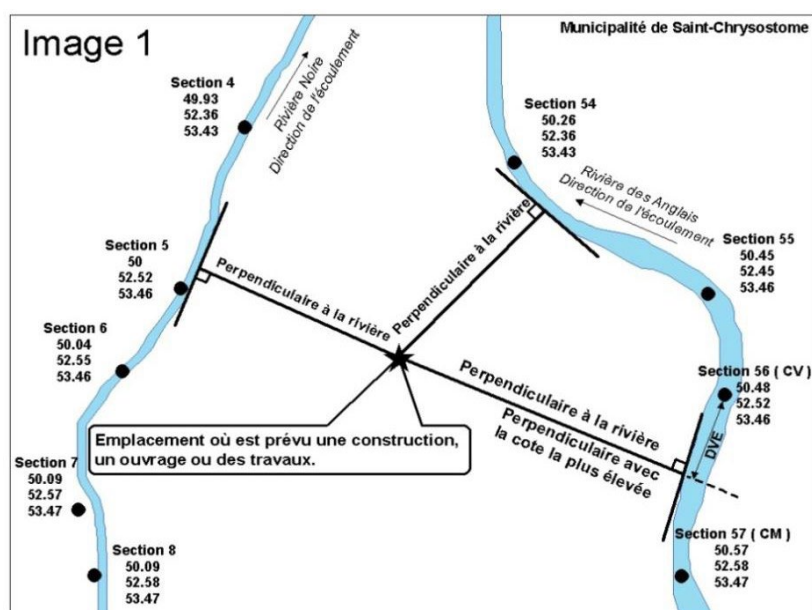 Image 1
Municipalité de Saint-Chrysostome
Section 4
49.93
52.36
53.43
Rivière Noire
Direction de l'écoulement
Section 54
50.26
52.36
53.43
Rivière des Anglais
Direction de l'écoulement
Section 5
50
52.52
53.46
Perpendiculaire à la rivière
Perpendiculaire à la rivière
Section 55
50.45
52.45
53.46
Section 6
50.04
52.55
53.46
Section 56 ( CV )
50.48
52.52
53.46
DVE
Perpendiculaire à la rivière
Perpendiculaire avec
la cote la plus élevée
Emplacement où est prévu une construction,
un ouvrage ou des travaux.
Section 7
50.09
52.57
53.47
Section 8
50.09
52.58
53.47
Section 57 ( CM )
50.57
52.58
53.47